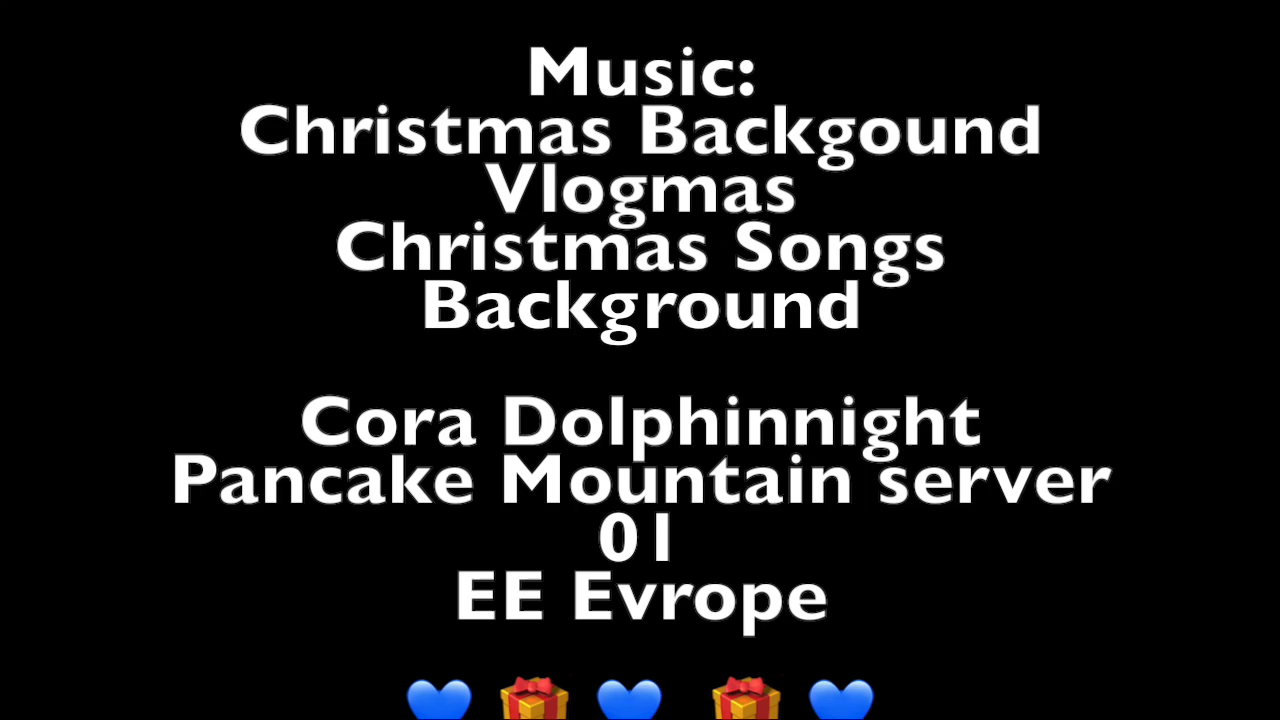 Music:
Christmas Backgound
Vlogmas
Christmas Songs
Background
Cora Dolphinnight
Pancake Mountain server
01
EE Evrope
💙 🎁 💙 🎁 💙